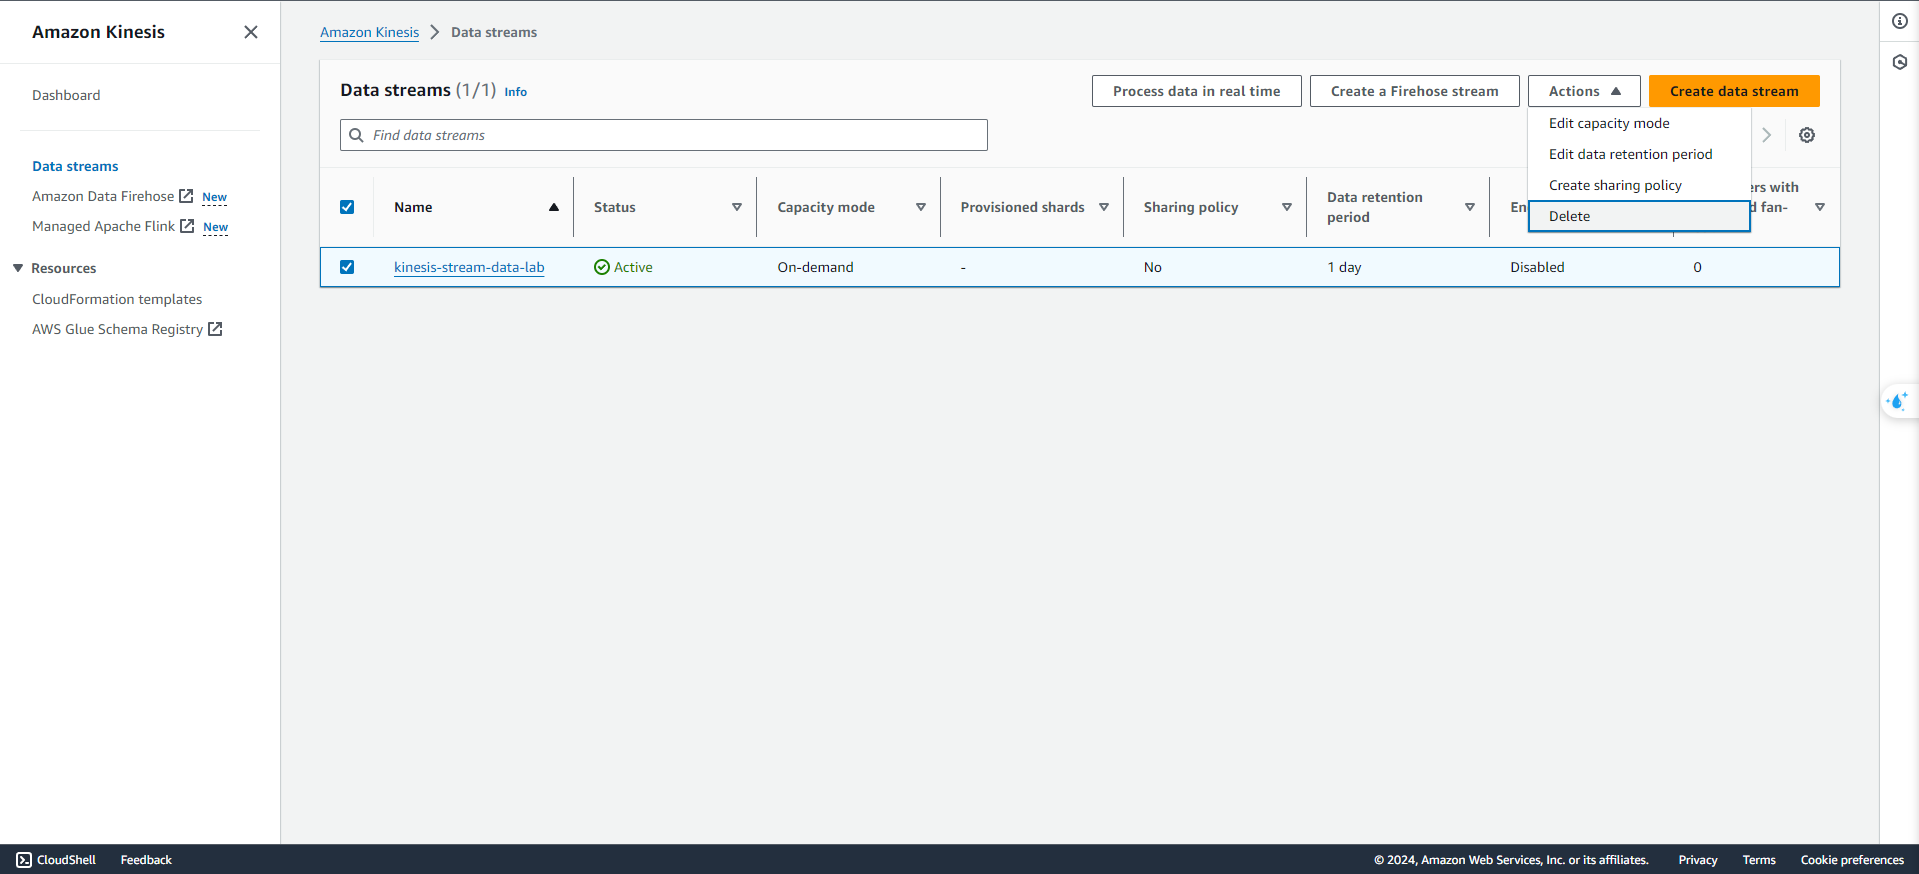 Amazon Kinesis
Dashboard
Data streams
Amazon Data Firehose New
Managed Apache Flink New
Resources
CloudFormation templates
AWS Glue Schema Registry
Amazon Kinesis Data streams
Data streams (1/1) Info
Process data in real time
Create a Firehose stream
Actions
Create data stream
Find data streams
Edit capacity mode
Edit data retention period
Create sharing policy
Delete
Name
Status
Capacity mode
Provisioned shards
Sharing policy
Data retention
period
kinesis-stream-data-lab Active On-demand - No 1 day Disabled 0
CloudShell Feedback © 2024, Amazon Web Services, Inc. or its affiliates. Privacy Terms Cookie preferences